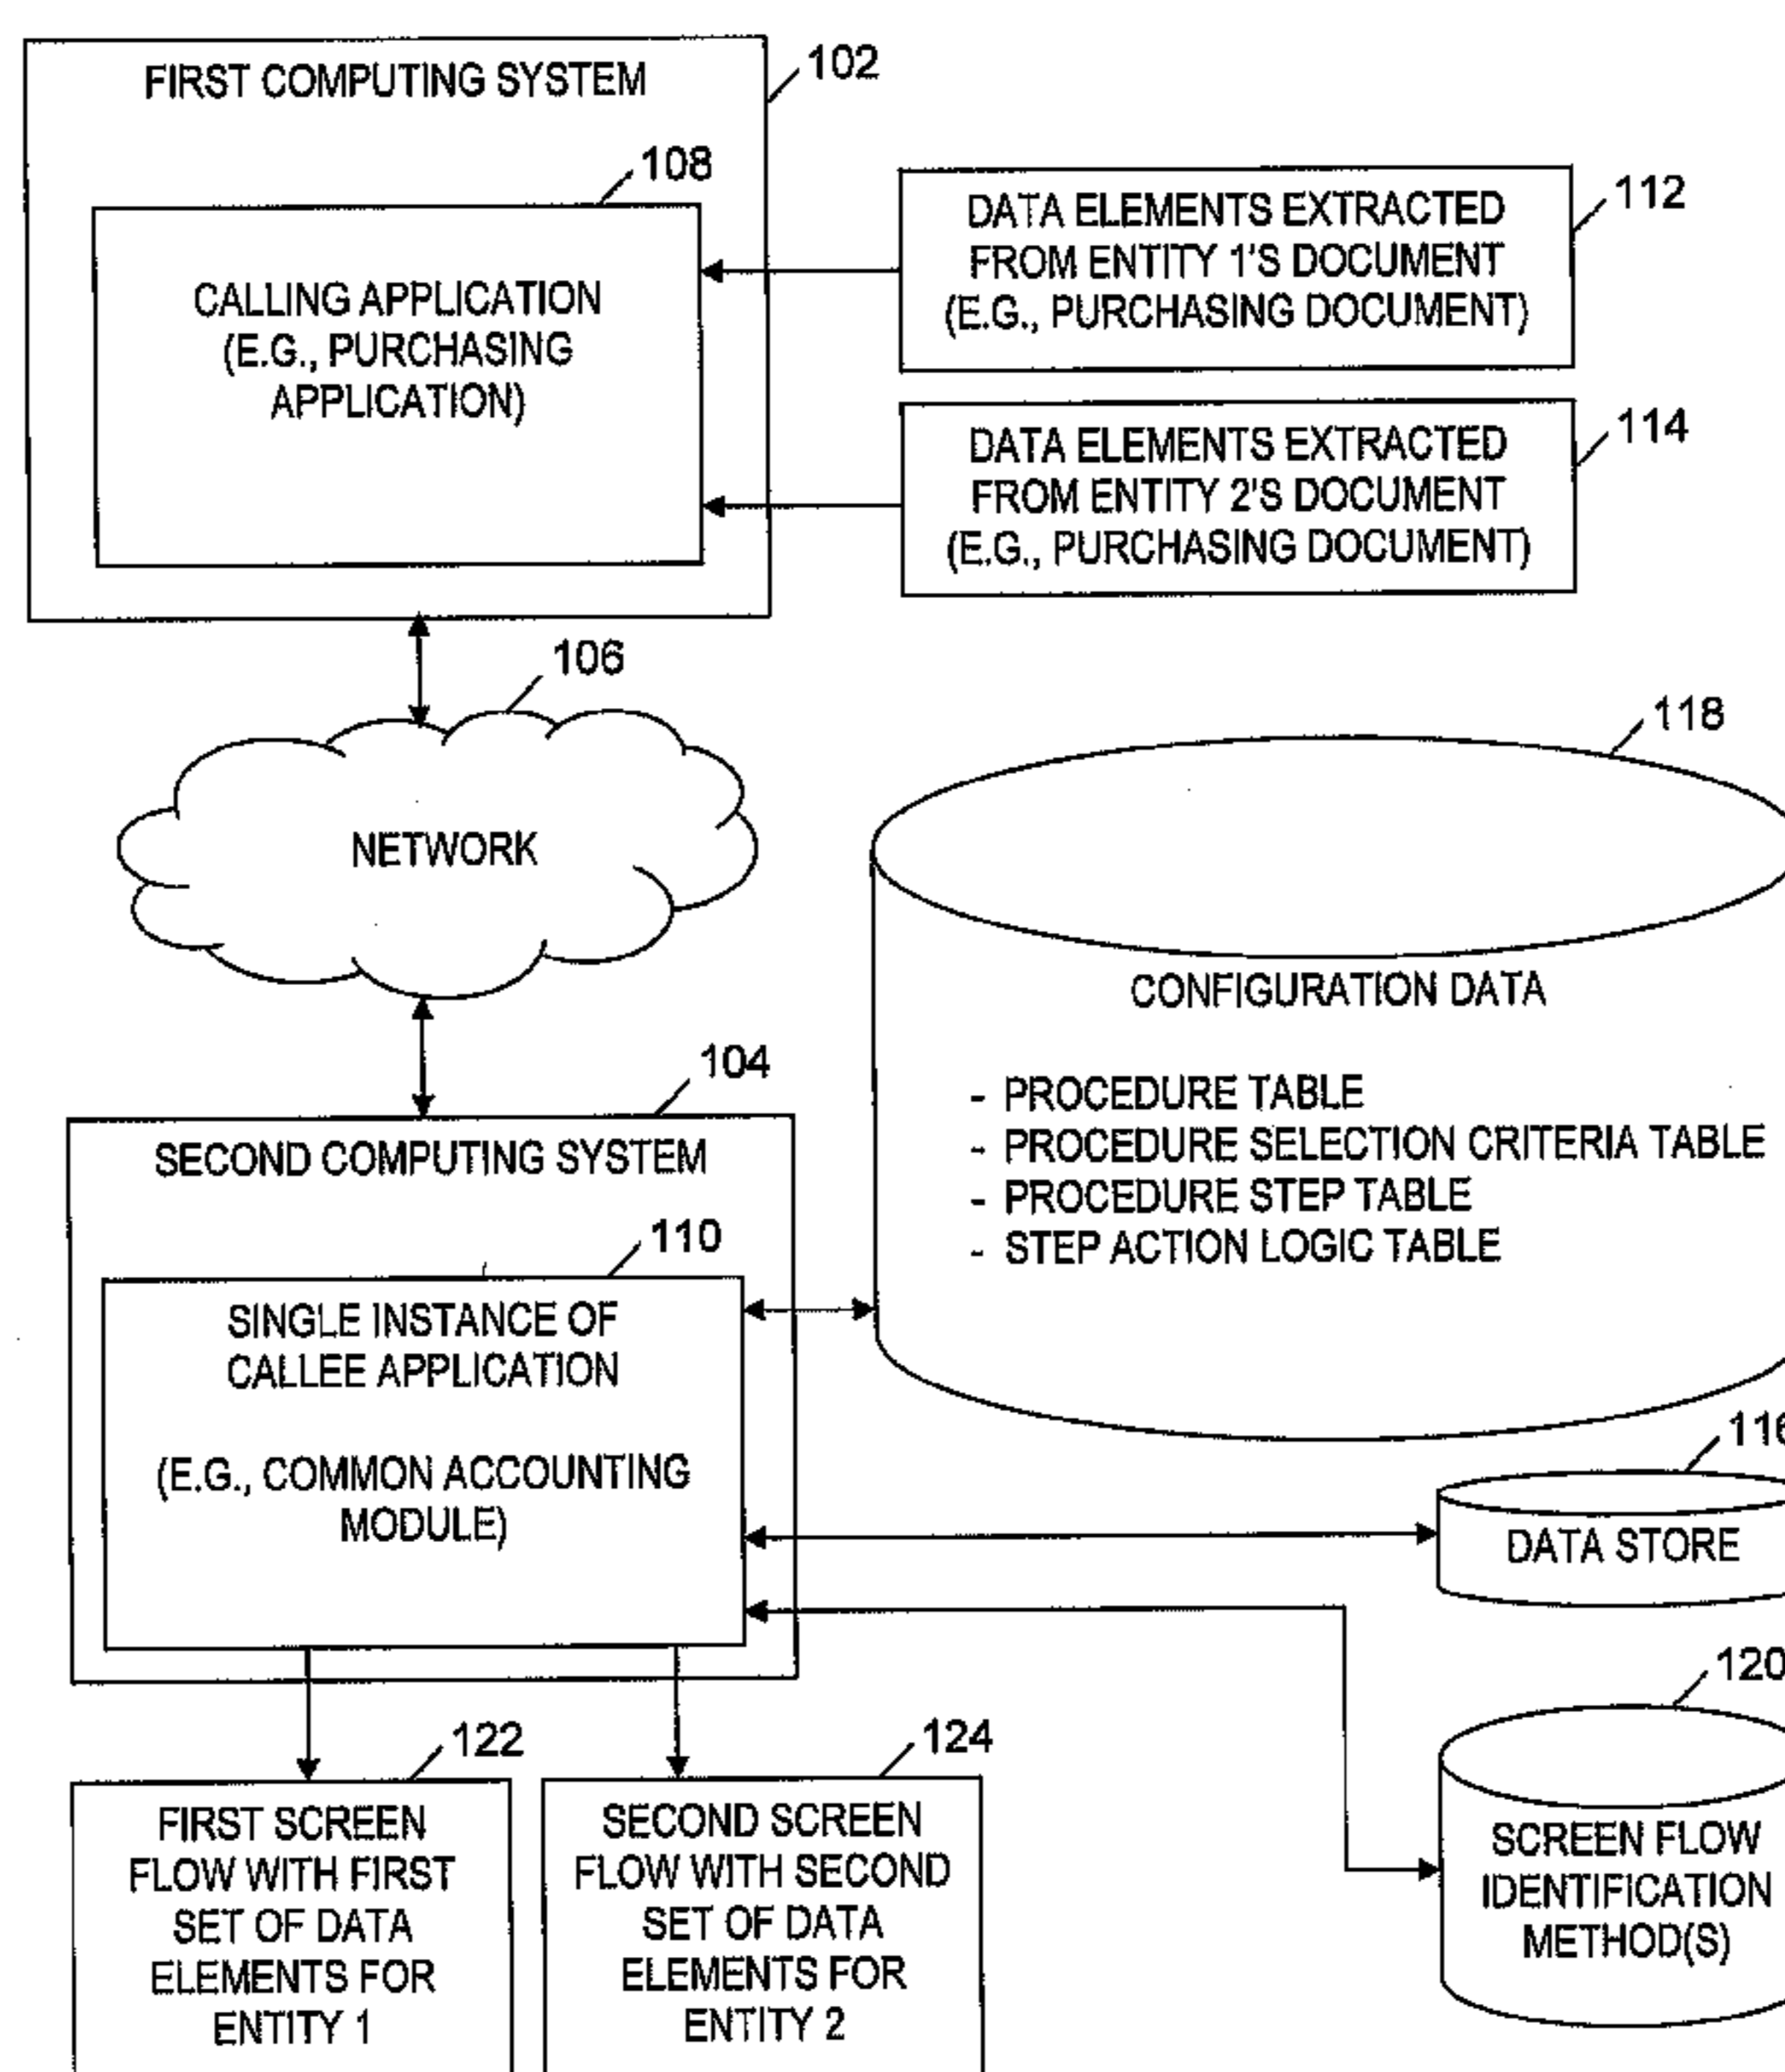 FIRST COMPUTING SYSTEM
102
108
CALLING APPLICATION
(E.G., PURCHASING
APPLICATION)
DATA ELEMENTS EXTRACTED
FROM ENTITY 1'S DOCUMENT
(E.G., PURCHASING DOCUMENT)
112
DATA ELEMENTS EXTRACTED
FROM ENTITY 2'S DOCUMENT
(E.G., PURCHASING DOCUMENT)
114
106
NETWORK
118
CONFIGURATION DATA
- PROCEDURE TABLE
- PROCEDURE SELECTION CRITERIA TABLE
- PROCEDURE STEP TABLE
- STEP ACTION LOGIC TABLE
104
SECOND COMPUTING SYSTEM
110
SINGLE INSTANCE OF
CALLEE APPLICATION
(E.G., COMMON ACCOUNTING
MODULE)
116
DATA STORE
120
SCREEN FLOW
IDENTIFICATION
METHOD(S)
122
FIRST SCREEN
FLOW WITH FIRST
SET OF DATA
ELEMENTS FOR
ENTITY 1
124
SECOND SCREEN
FLOW WITH SECOND
SET OF DATA
ELEMENTS FOR
ENTITY 2